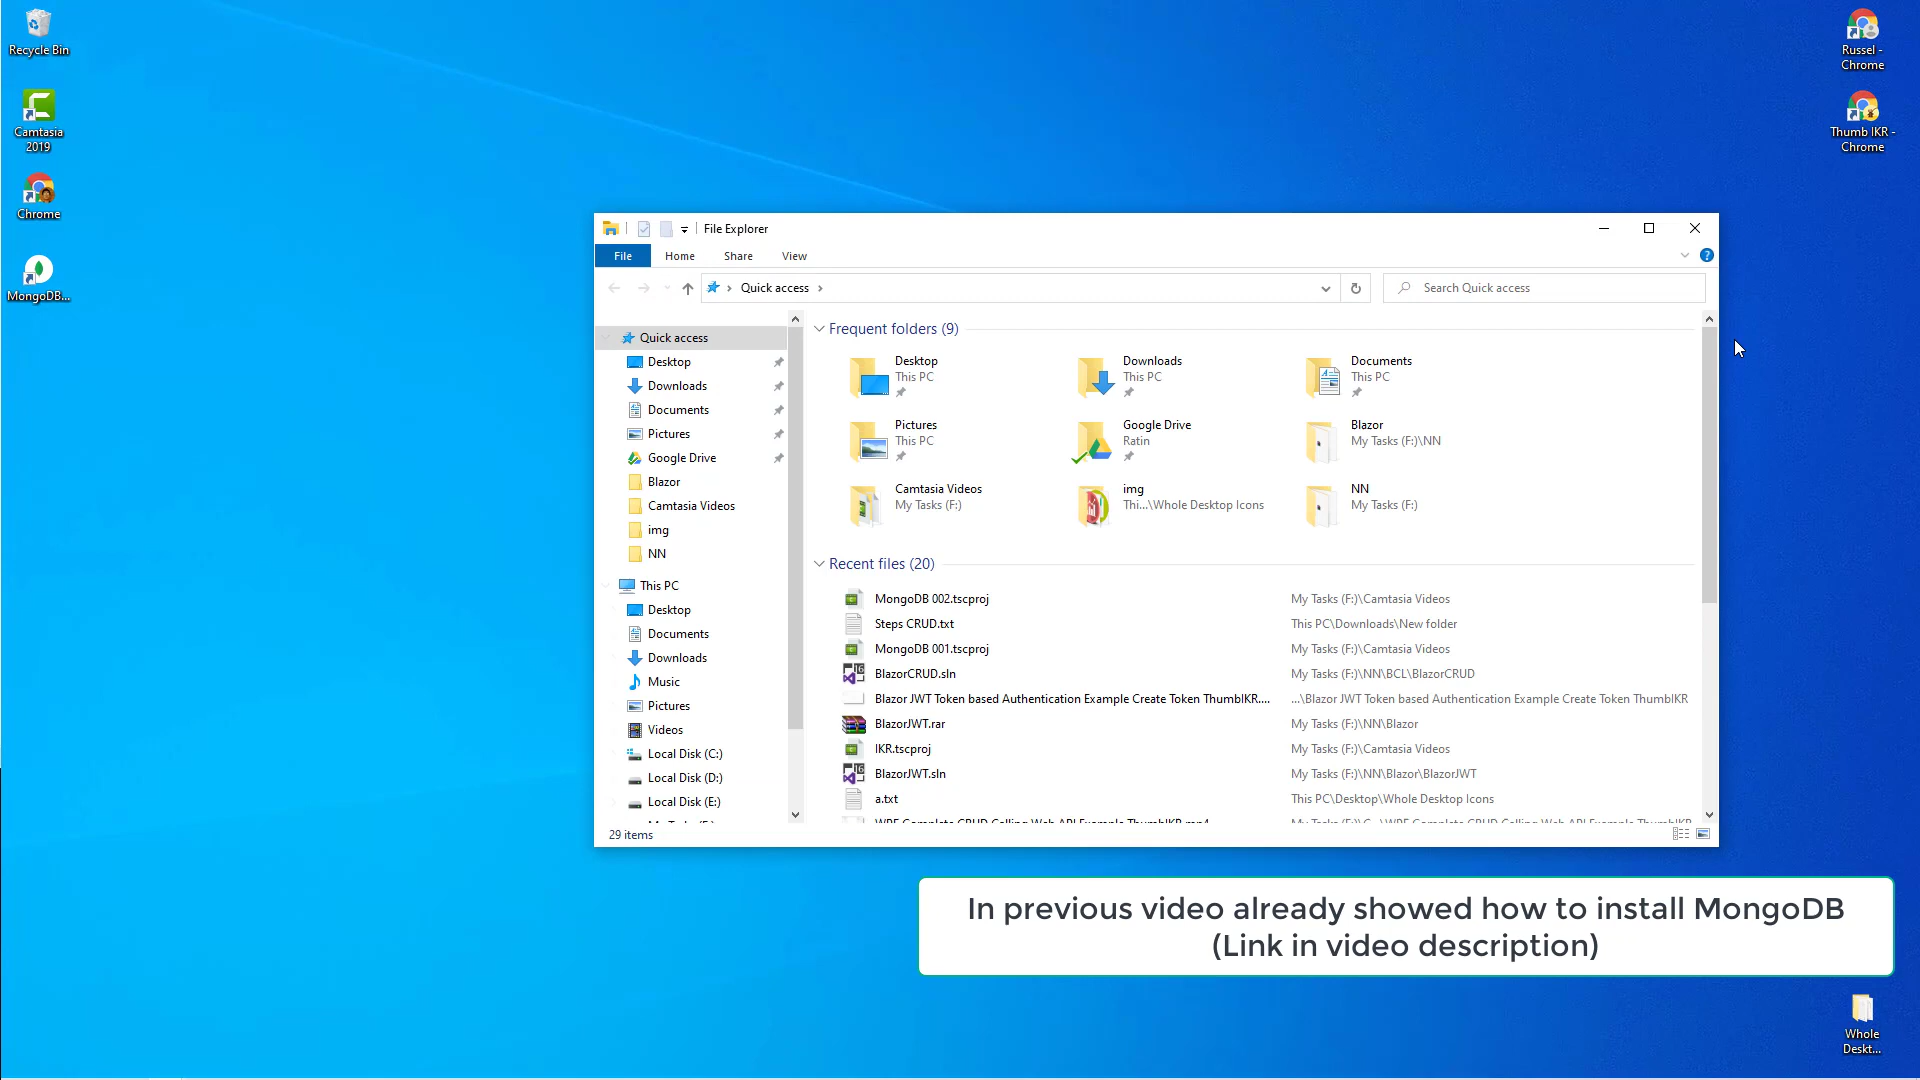 Recycle Bin
Camtasia
2019
Chrome
MongoDB...
Russel -
Chrome
Thumb IKR -
Chrome
File Explorer
File
Home
Share
View
Quick access
Search Quick access
Quick access
Desktop
Downloads
Documents
Pictures
Google Drive
Blazor
Camtasia Videos
img
NN
This PC
Desktop
Documents
Downloads
Music
Pictures
Videos
Local Disk (C:)
Local Disk (D:)
Local Disk (E:)
Frequent folders (9)
Desktop
This PC
Downloads
This PC
Documents
This PC
Pictures
This PC
Google Drive
Ratin
Blazor
My Tasks (F:)\NN
Camtasia Videos
My Tasks (F:)
img
Thi...\Whole Desktop Icons
NN
My Tasks (F:)
Recent files (20)
MongoDB 002.tscproj My Tasks (F:)\Camtasia Videos
Steps CRUD.txt This PC\Downloads\New folder
MongoDB 001.tscproj My Tasks (F:)\Camtasia Videos
BlazorCRUD.sln My Tasks (F:)\NN\BCL\BlazorCRUD
Blazor JWT Token based Authentication Example Create Token ThumbIKR.... ...\Blazor JWT Token based Authentication Example Create Token ThumbIKR
BlazorJWT.rar My Tasks (F:)\NN\Blazor
IKR.tscproj My Tasks (F:)\Camtasia Videos
BlazorJWT.sln My Tasks (F:)\NN\Blazor\BlazorJWT
a.txt This PC\Desktop\Whole Desktop Icons
29 items
In previous video already showed how to install MongoDB
(Link in video description)
Whole
Deskt...